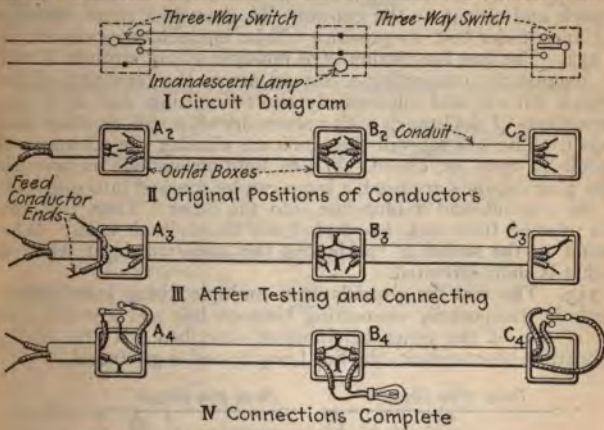 Three-Way Switch
Three-Way Switch
Incandescent Lamp
I Circuit Diagram
A2
B2
Conduit
C2
Outlet Boxes
II Original Positions of Conductors
Feed
Conductor
Ends
A3
B3
C3
III After Testing and Connecting
A4
B4
C4
IV Connections Complete